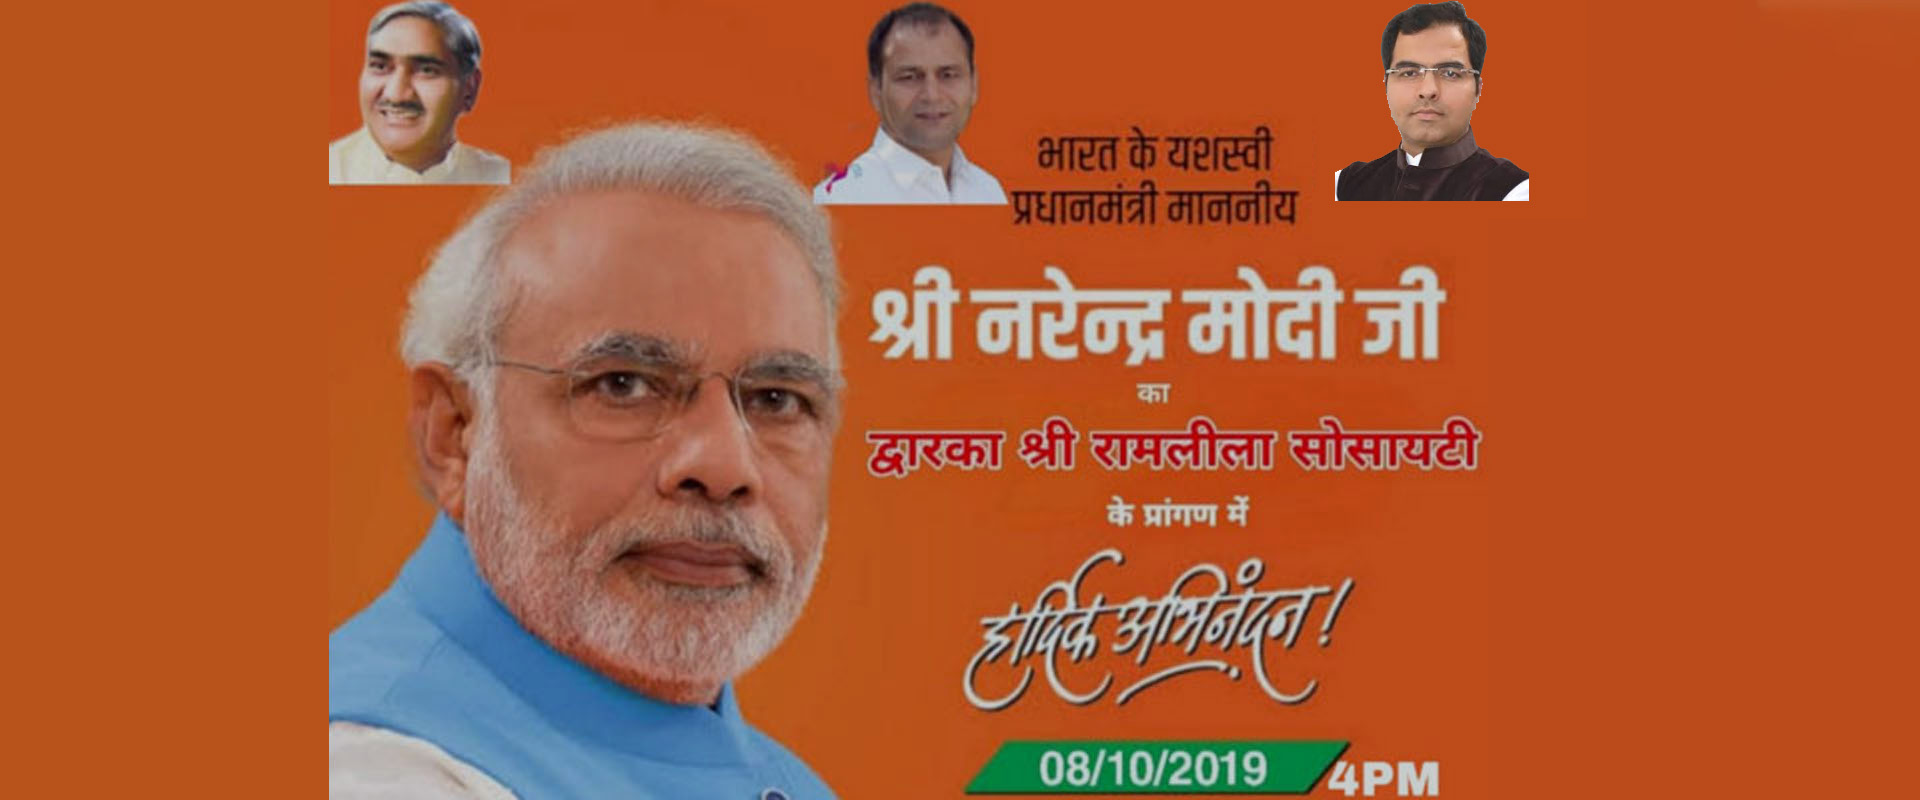 भारत के यशस्वी
प्रधानमंत्री माननीय
श्री नरेन्द्र मोदी जी
का
द्वारका श्री रामलीला सोसायटी
के प्रांगण में
हार्दिक अभिनंदन!
08/10/2019 4PM